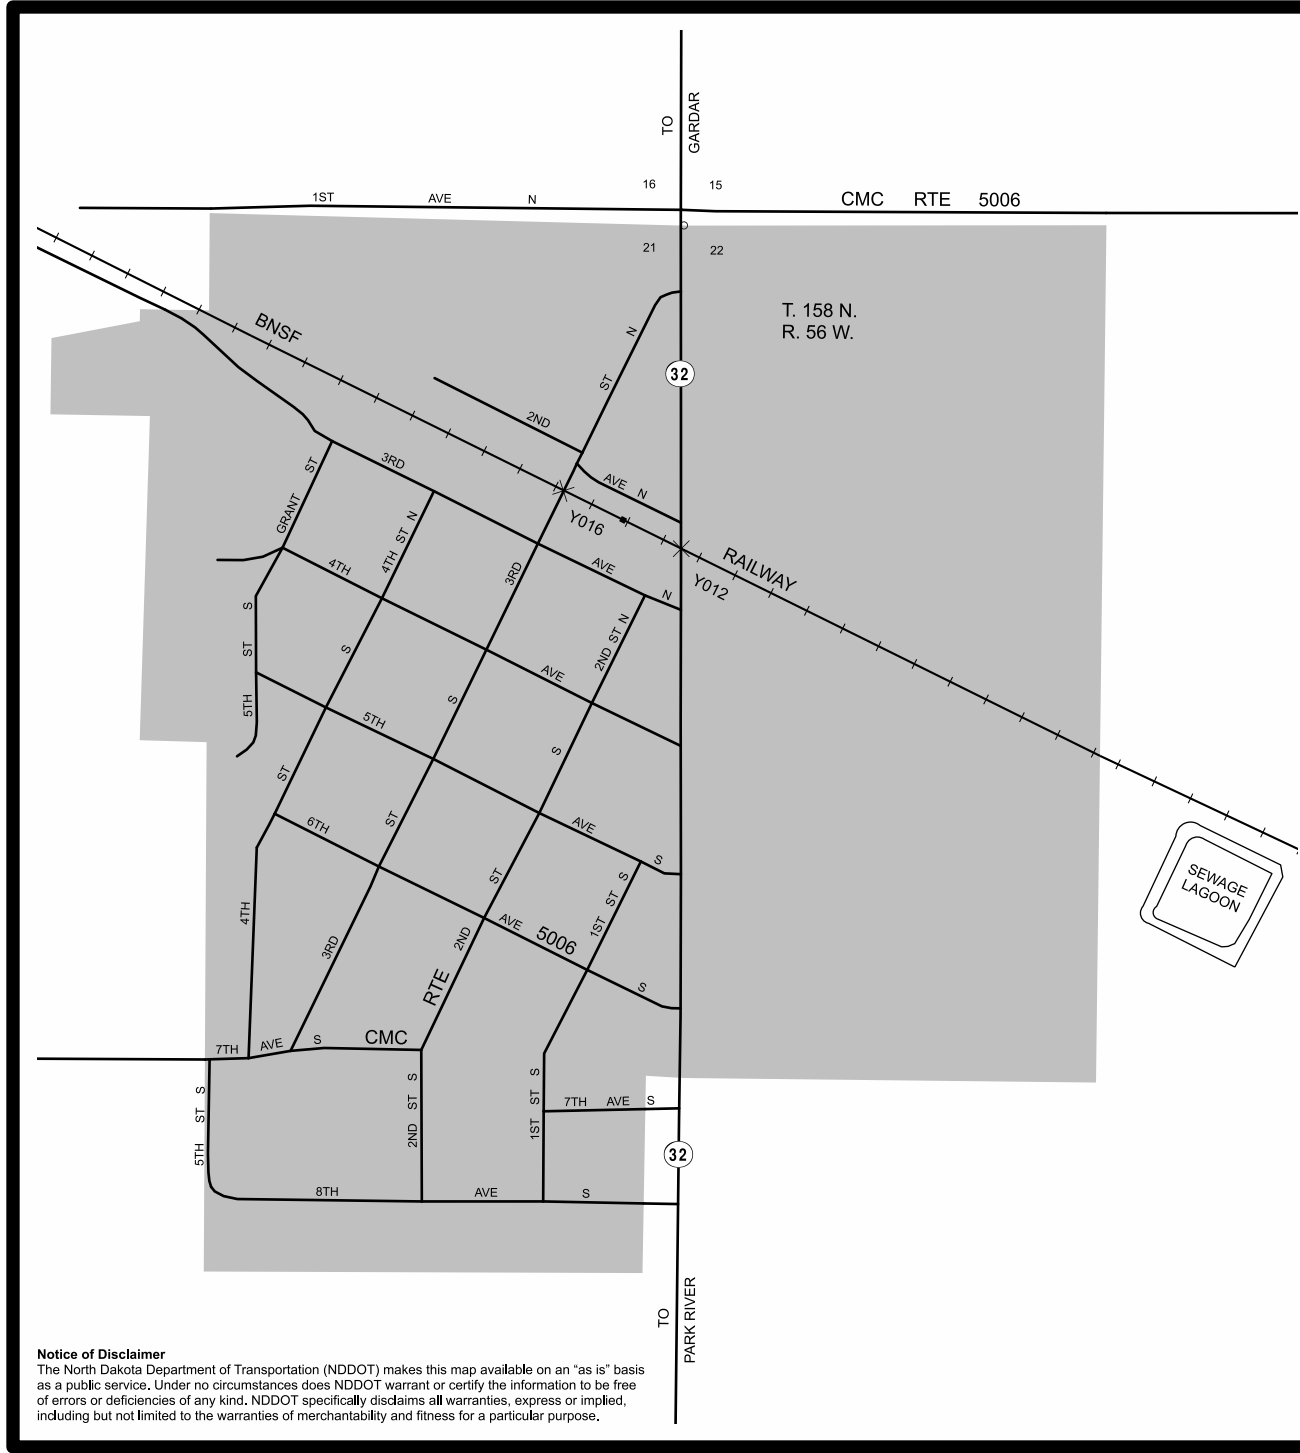 TO
GARDAR
16
15
1ST AVE N
CMC RTE 5006
21
22
T. 158 N.
R. 56 W.
BNSF
ST N
32
2ND
AVE N
3RD
GRANT ST
4TH ST N
Y016
RAILWAY
Y012
3RD
AVE
N
4TH
5TH ST S
2ND ST N
AVE
S
S
S
5TH
ST
ST
6TH
AVE
S
ST
1ST ST S
SEWAGE
LAGOON
4TH
3RD
2ND
AVE
5006
RTE
S
7TH AVE S
CMC
5TH ST S
2ND ST S
1ST ST S
7TH AVE S
32
8TH AVE S
TO
PARK RIVER
Notice of Disclaimer
The North Dakota Department of Transportation (NDDOT) makes this map available on an “as is” basis
as a public service. Under no circumstances does NDDOT warrant or certify the information to be free
of errors or deficiencies of any kind. NDDOT specifically disclaims all warranties, express or implied,
including but not limited to the warranties of merchantability and fitness for a particular purpose.